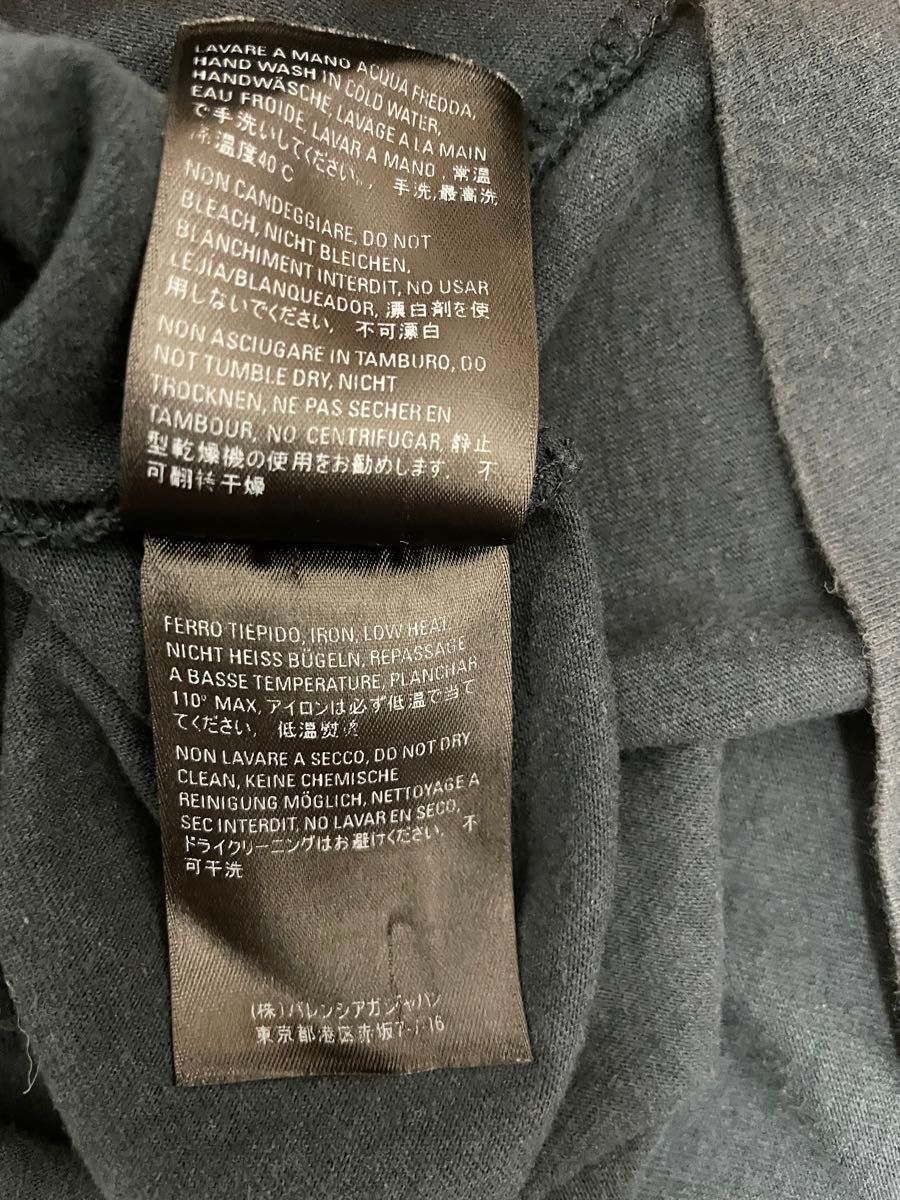 LAVARE A MANO ACQUA FREDDA,
HAND WASH IN COLD WATER,
HANDWÄSCHE, LAVAGE A LA MAIN
EAU FROIDE, LAVAR A MANO, 常温
で手洗いしてください., 手洗,最高洗
涤温度40℃
NON CANDEGGIARE, DO NOT
BLEACH, NICHT BLEICHEN,
BLANCHIMENT INTERDIT, NO USAR
LEJIA/BLANQUEADOR, 漂白剤を使
用しないでください, 不可漂白
NON ASCIUGARE IN TAMBURO, DO
NOT TUMBLE DRY, NICHT
TROCKNEN, NE PAS SECHER EN
TAMBOUR, NO CENTRIFUGAR, 静止
型乾燥機の使用をお勧めします. 不
可翻转干燥
FERRO TIEPIDO, IRON, LOW HEAT,
NICHT HEISS BÜGELN, REPASSAGE
A BASSE TEMPERATURE, PLANCHAR
110° MAX, アイロンは必ず低温で当て
てください, 低温熨烫
NON LAVARE A SECCO, DO NOT DRY
CLEAN, KEINE CHEMISCHE
REINIGUNG MÖGLICH, NETTOYAGE A
SEC INTERDIT, NO LAVAR EN SECO,
ドライクリーニングはお避けください. 不
可干洗
(株)バレンシアガジャパン
東京都港区赤坂7-1-16